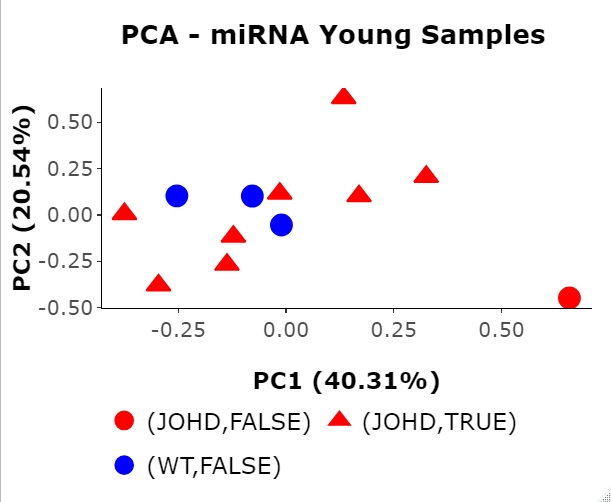 PCA - miRNA Young Samples
PC2 (20.54%)
0.50
0.25
0.00
-0.25
-0.50
-0.25 0.00 0.25 0.50
PC1 (40.31%)
(JOHD,FALSE) (JOHD,TRUE)
(WT,FALSE)